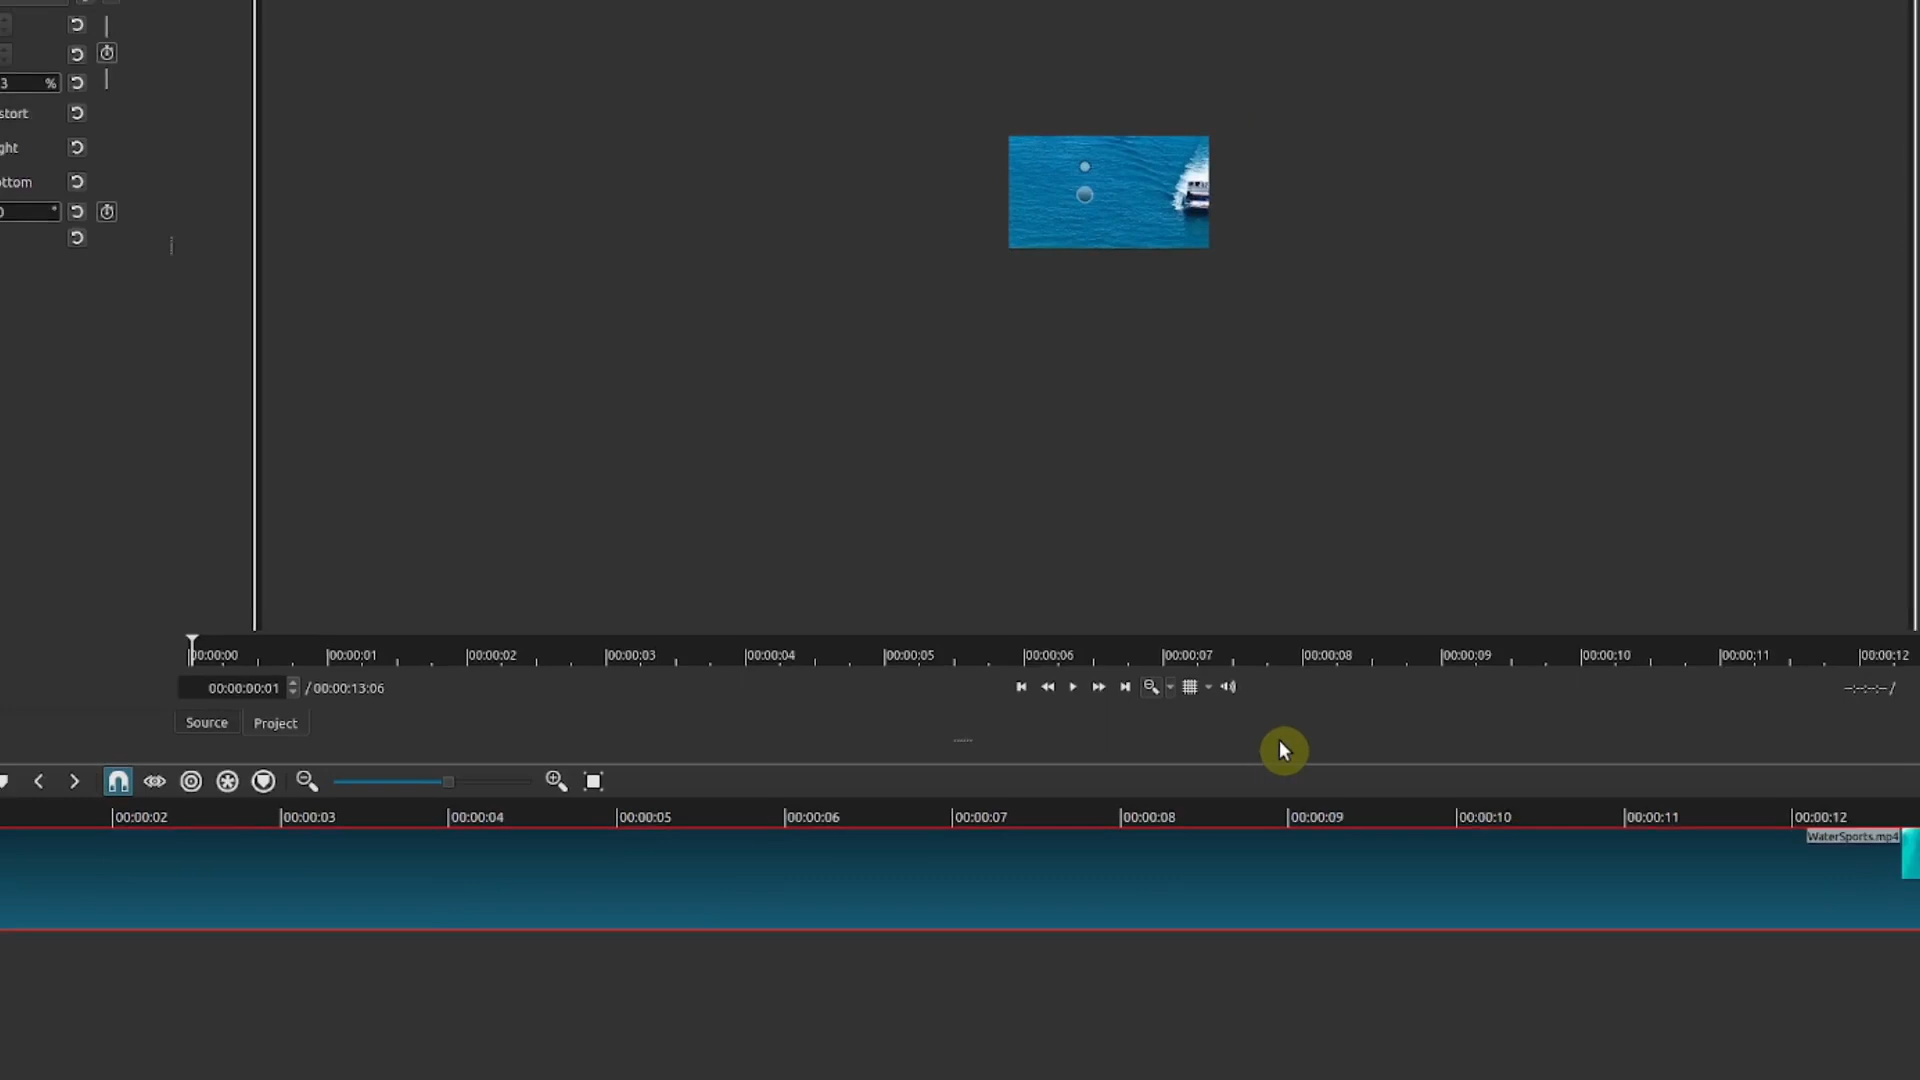 3 %
stort
ght
ottom
0 °
00:00:00 00:00:01 00:00:02 00:00:03 00:00:04 00:00:05 00:00:06 00:00:07 00:00:08 00:00:09 00:00:10 00:00:11 00:00:12
00:00:00:01 / 00:00:13:06 --:--:--:-- /
Source Project
00:00:02 00:00:03 00:00:04 00:00:05 00:00:06 00:00:07 00:00:08 00:00:09 00:00:10 00:00:11 00:00:12
WaterSports.mp4